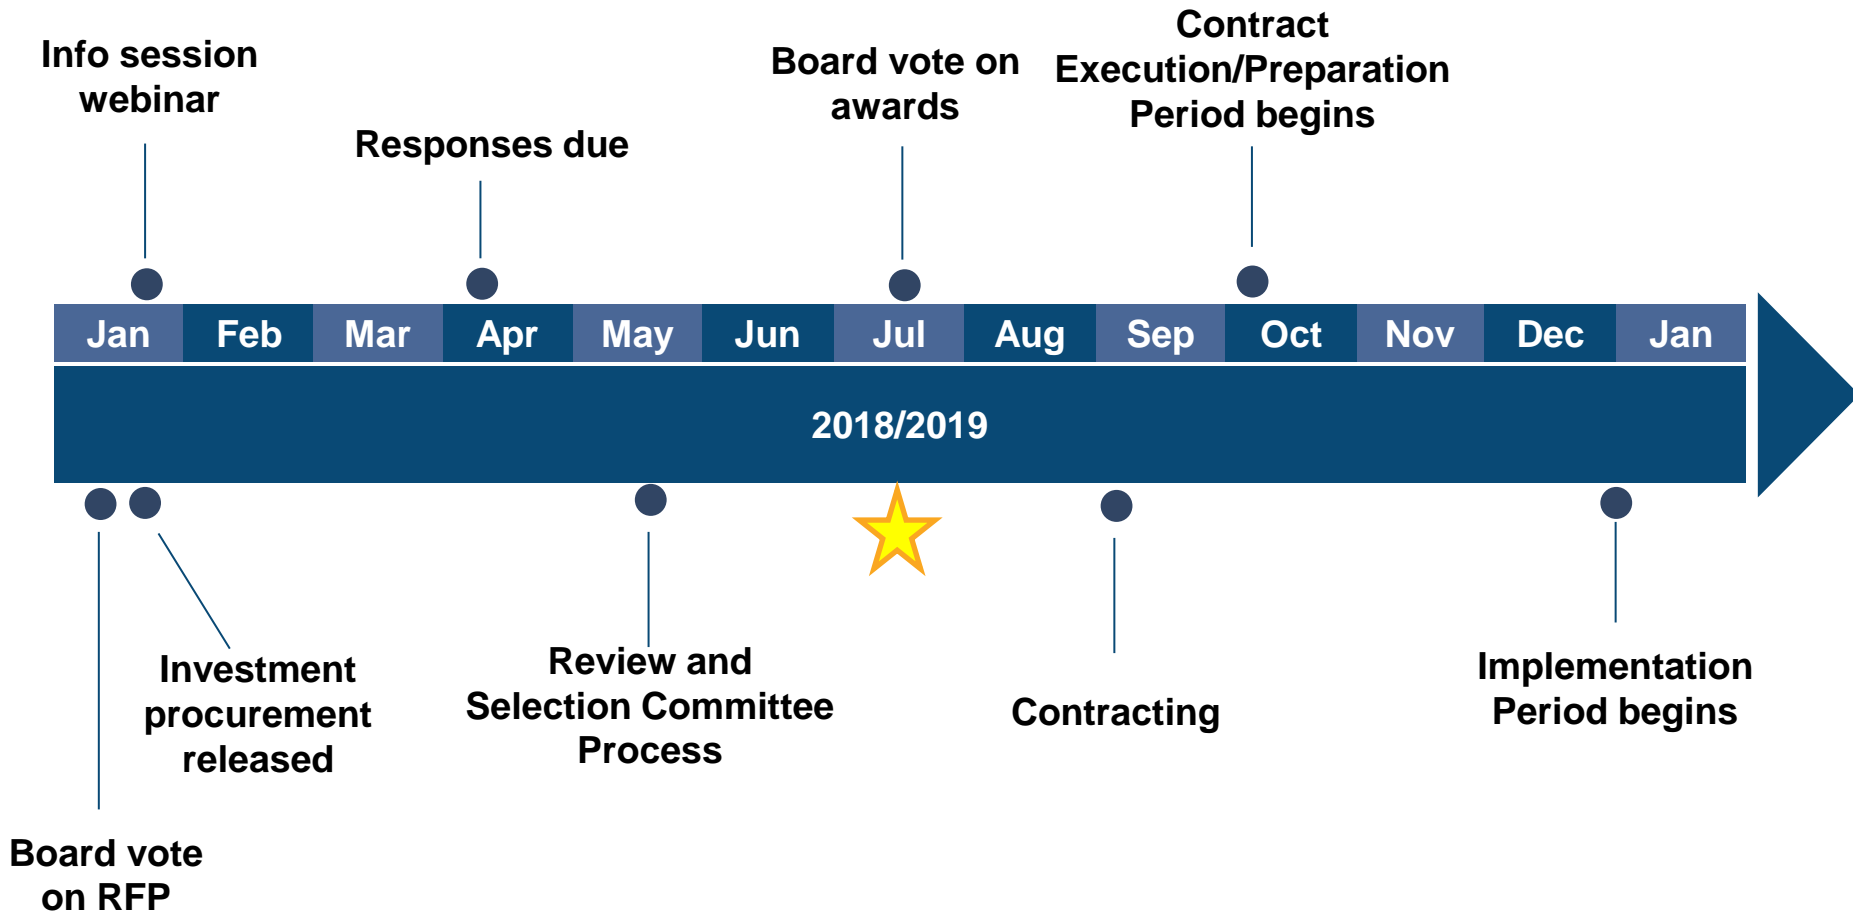 Info session
webinar
Responses due
Board vote on
awards
Contract
Execution/Preparation
Period begins
Jan Feb Mar Apr May Jun Jul Aug Sep Oct Nov Dec Jan
2018/2019
Board vote
on RFP
Investment
procurement
released
Review and
Selection Committee
Process
Contracting
Implementation
Period begins